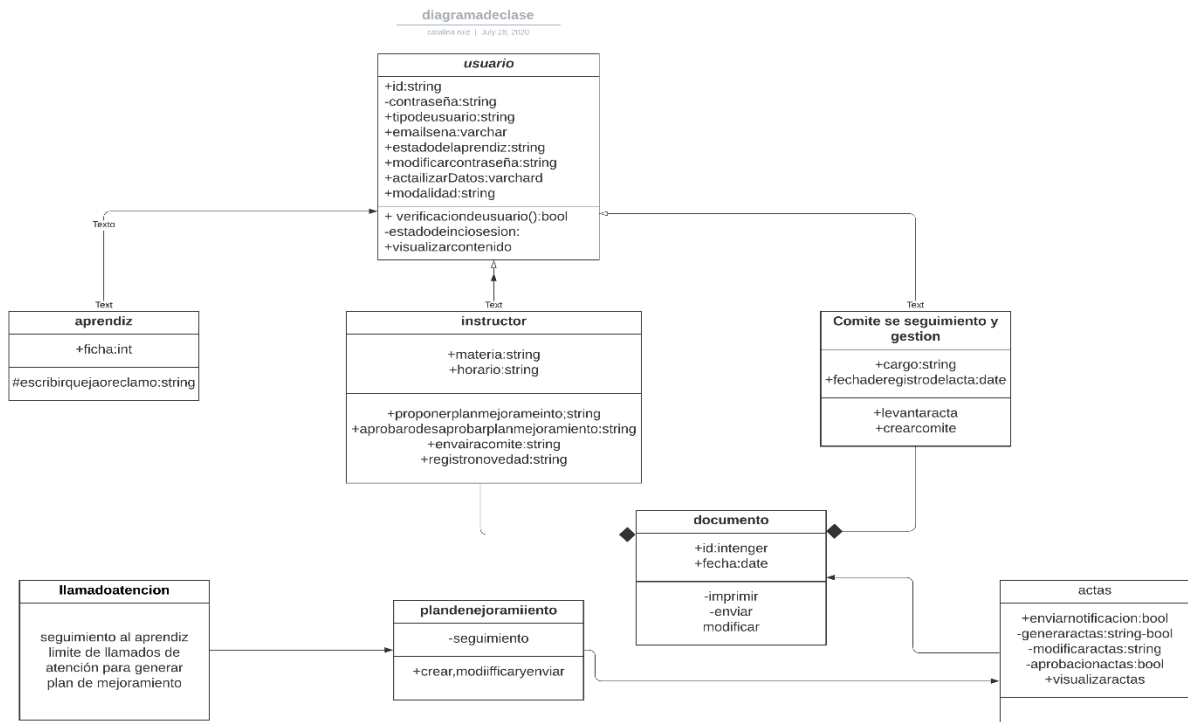 diagramadeclase
catalina ruiz | July 28, 2020
usuario
+id:string
-contraseña:string
+tipodeusuario:string
+emailsena:varchar
+estadodelaprendiz:string
+modificarcontraseña:string
+actailizarDatos:varchard
+modalidad:string
+ verificaciondeusuario():bool
-estadodeinciosesion:
+visualizarcontenido
Texto
Text
aprendiz
+ficha:int
#escribirquejaoreclamo:string
Text
instructor
+materia:string
+horario:string
+proponerplanmejorameinto;string
+aprobarodesaprobarplanmejoramiento:string
+envairacomite:string
+registronovedad:string
Text
Comite se seguimiento y
gestion
+cargo:string
+fechaderegistrodelacta:date
+levantaracta
+crearcomite
documento
+id:intenger
+fecha:date
-imprimir
-enviar
modificar
llamadoatencion
seguimiento al aprendiz
limite de llamados de
atención para generar
plan de mejoramiento
plandenejoramiiento
-seguimiento
+crear,modiifficaryenviar
actas
+enviarnotificacion:bool
-generaractas:string-bool
-modificaractas:string
-aprobacionactas:bool
+visualizaractas